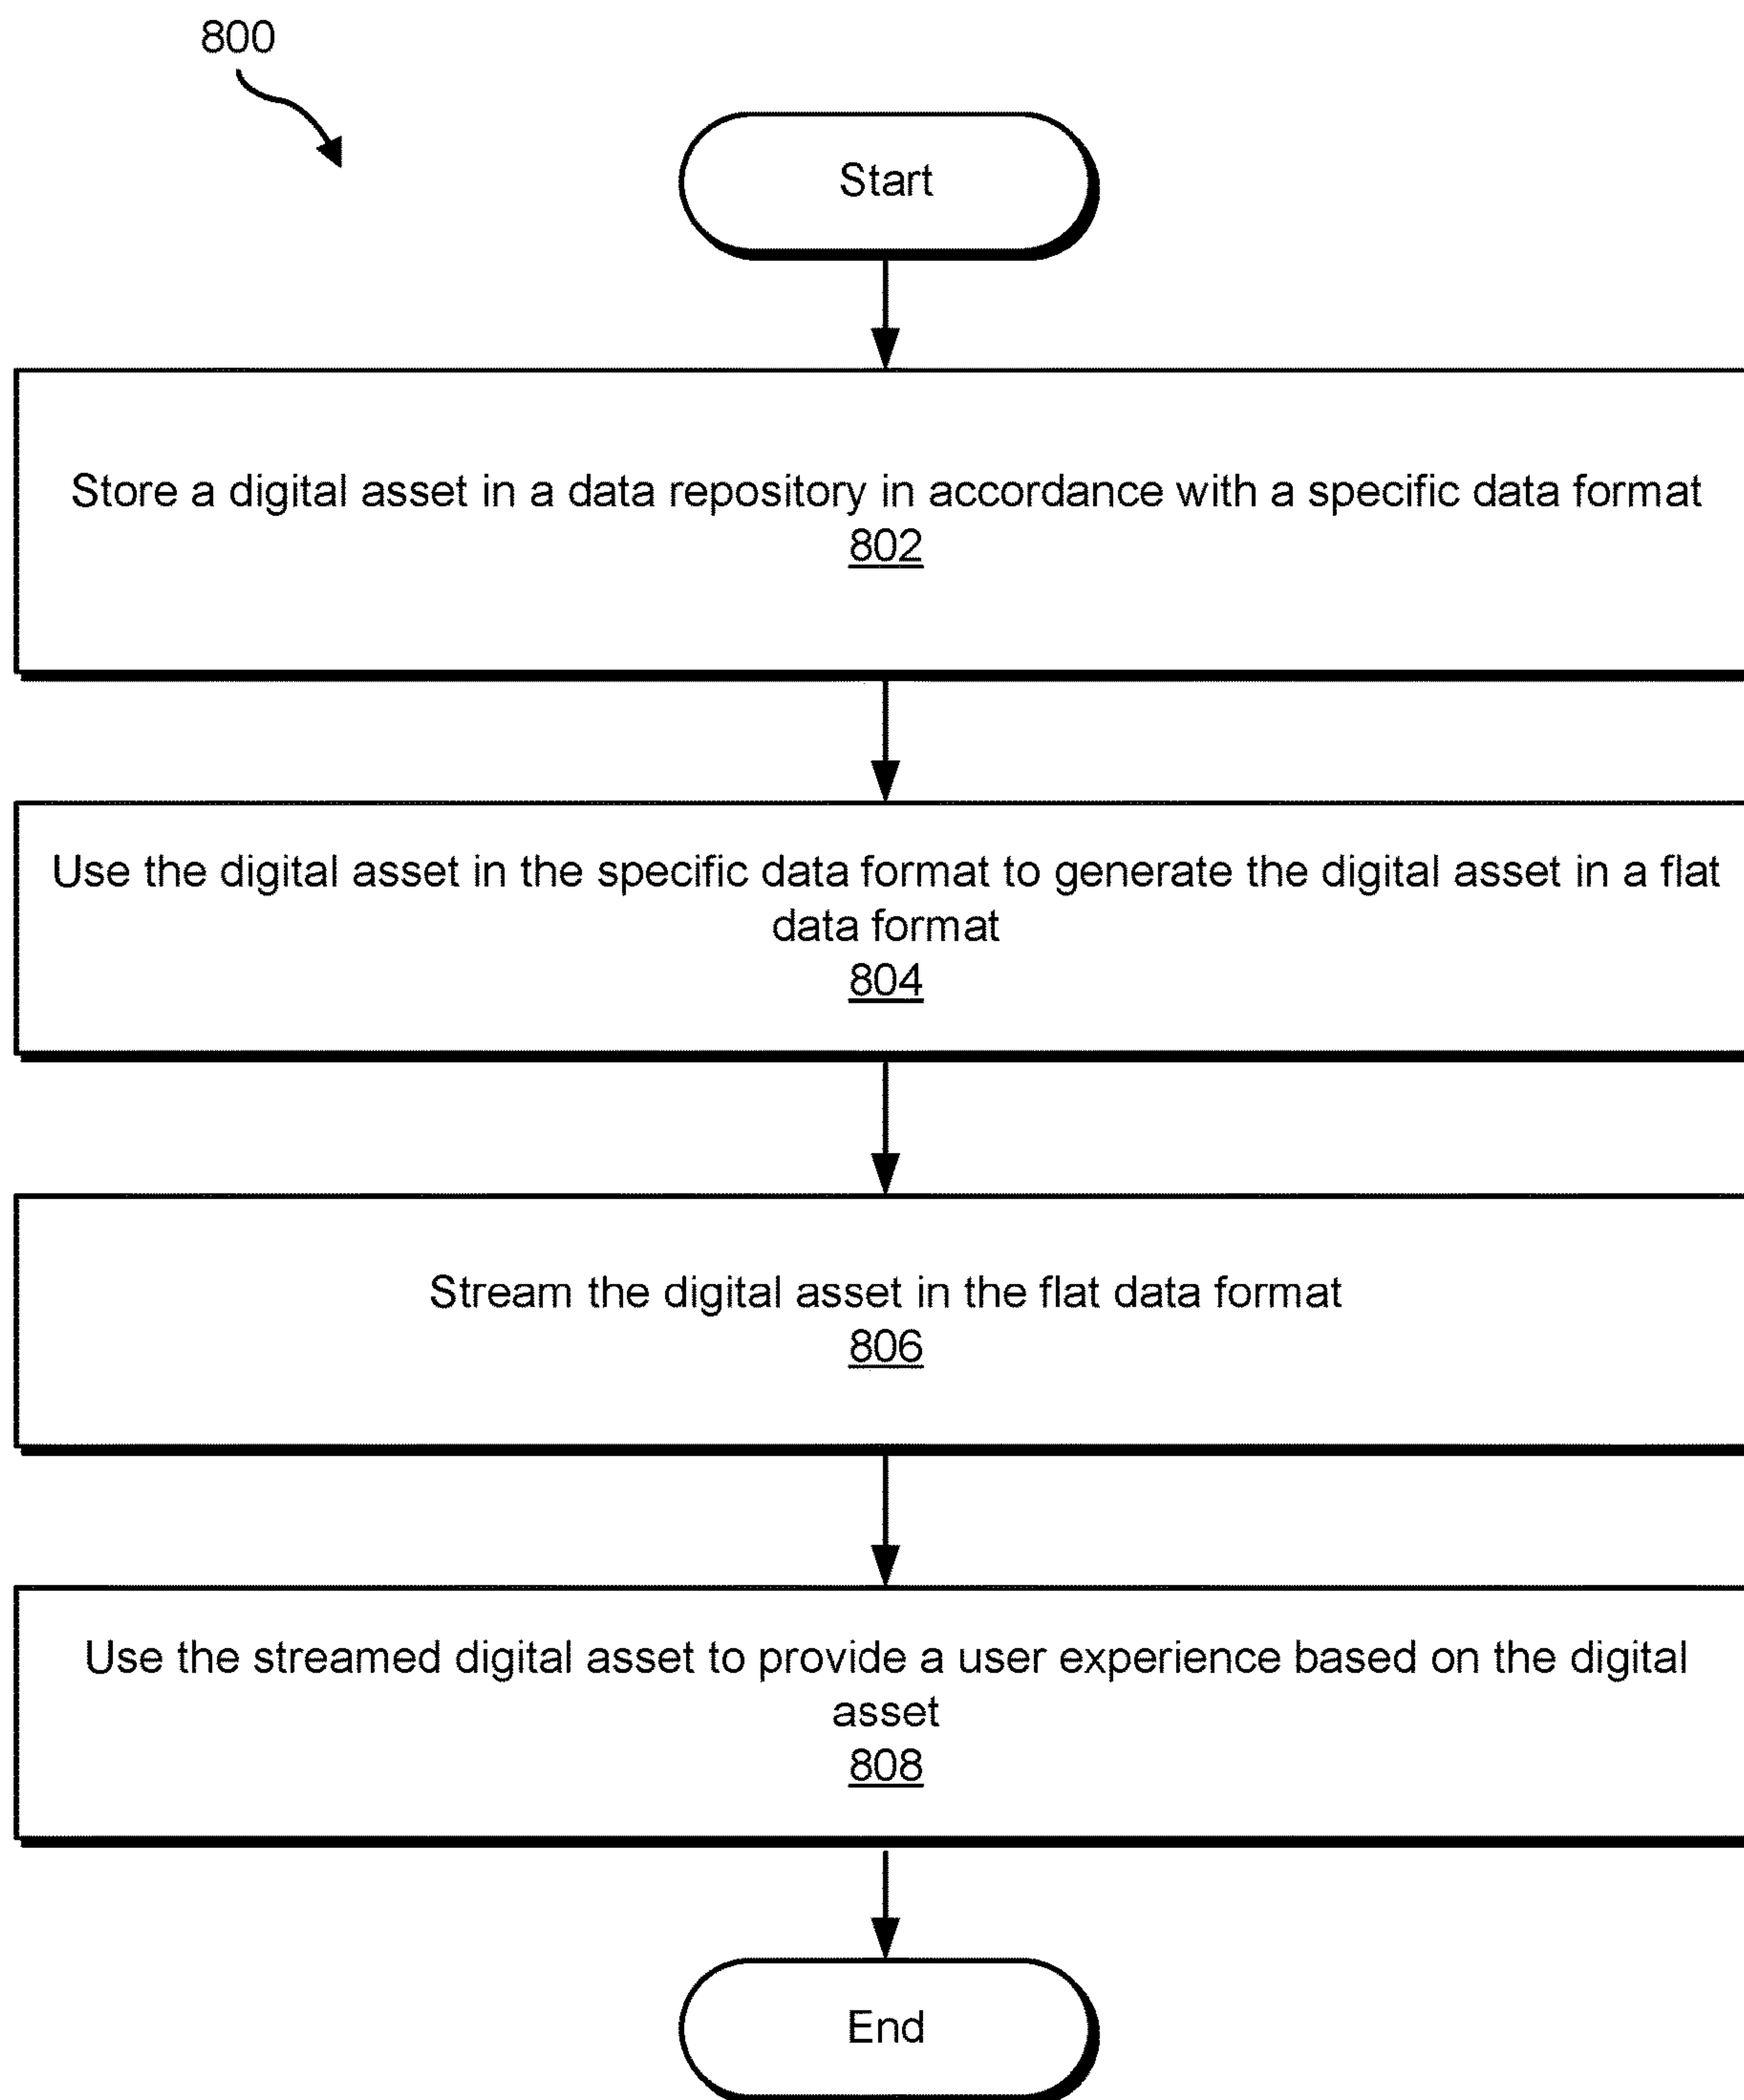 800
Start
Store a digital asset in a data repository in accordance with a specific data format
802
Use the digital asset in the specific data format to generate the digital asset in a flat
data format
804
Stream the digital asset in the flat data format
806
Use the streamed digital asset to provide a user experience based on the digital
asset
808
End